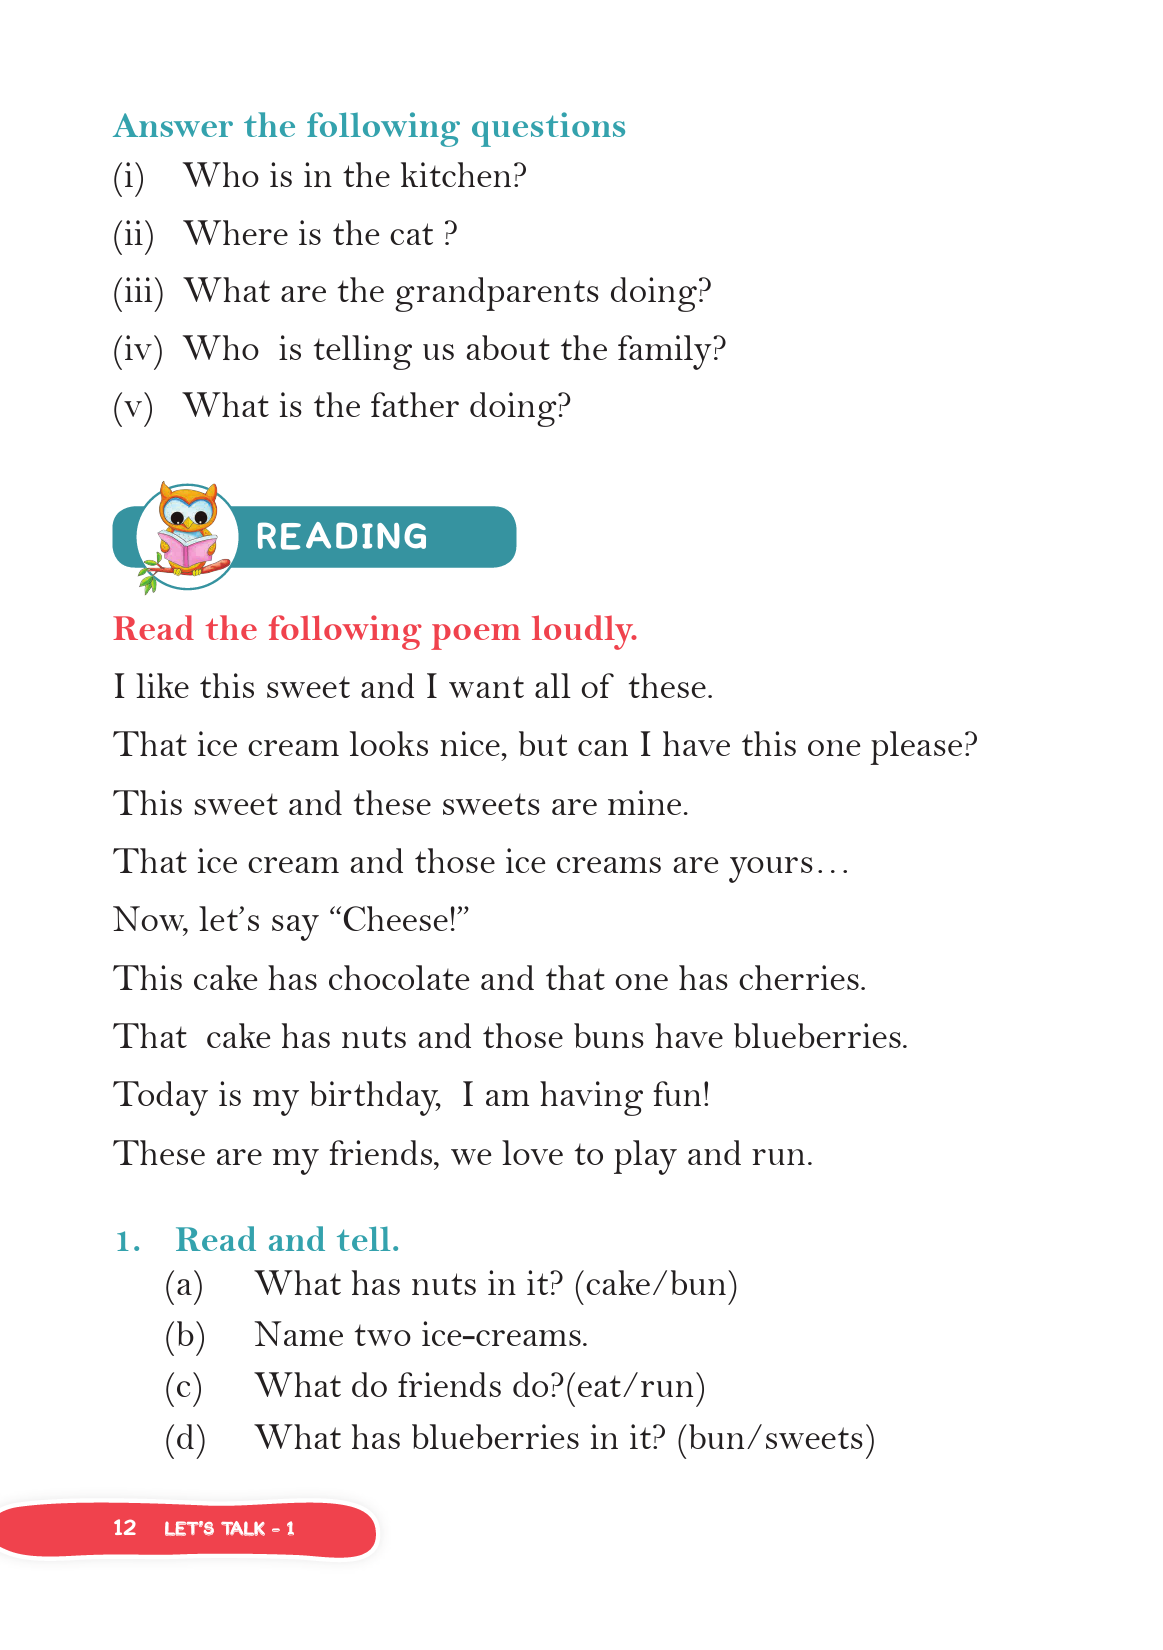 Answer the following questions
(i) Who is in the kitchen?
(ii) Where is the cat ?
(iii) What are the grandparents doing?
(iv) Who is telling us about the family?
(v) What is the father doing?
READING
Read the following poem loudly.
I like this sweet and I want all of these.
That ice cream looks nice, but can I have this one please?
This sweet and these sweets are mine.
That ice cream and those ice creams are yours…
Now, let’s say “Cheese!”
This cake has chocolate and that one has cherries.
That cake has nuts and those buns have blueberries.
Today is my birthday, I am having fun!
These are my friends, we love to play and run.
1. Read and tell.
(a) What has nuts in it? (cake/bun)
(b) Name two ice-creams.
(c) What do friends do?(eat/run)
(d) What has blueberries in it? (bun/sweets)
12 LET’S TALK - 1